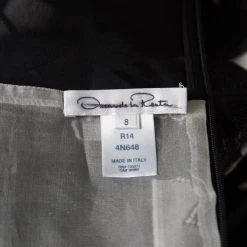 Oscar de la Renta
8
R14
4N648
MADE IN ITALY